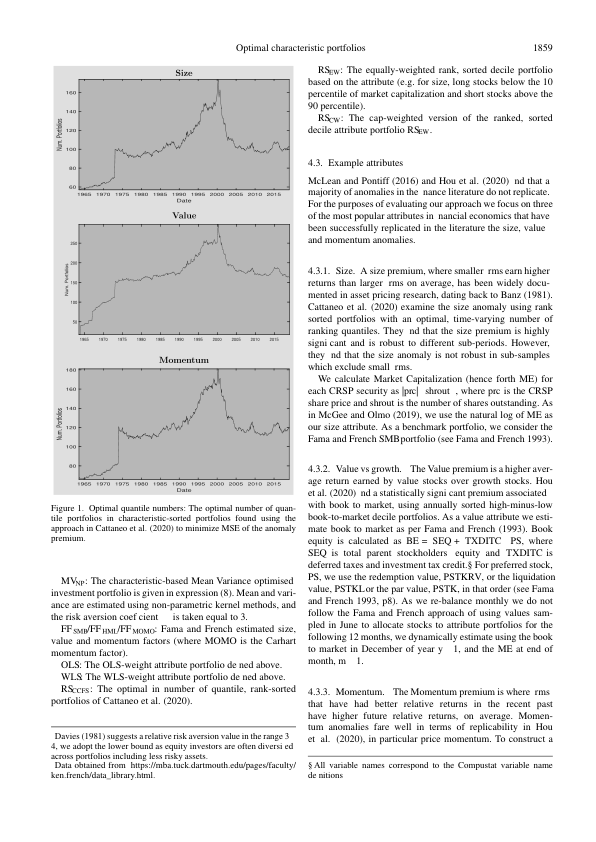 Optimal characteristic portfolios 1859
Size
Num. Portfolios
160
140
120
100
80
60
1965 1970 1975 1980 1985 1990 1995 2000 2005 2010 2015
Date
Value
Num. Portfolios
250
200
150
100
50
1965 1970 1975 1980 1985 1990 1995 2000 2005 2010 2015
Momentum
Num. Portfolios
180
160
140
120
100
80
1965 1970 1975 1980 1985 1990 1995 2000 2005 2010 2015
Date
Figure 1. Optimal quantile numbers: The optimal number of quan-
tile portfolios in characteristic-sorted portfolios found using the
approach in Cattaneo et al. (2020) to minimize MSE of the anomaly
premium.
MVNP: The characteristic-based Mean Variance optimised
investment portfolio is given in expression (8). Mean and vari-
ance are estimated using non-parametric kernel methods, and
the risk aversion coef cient is taken equal to 3.
FFSMB/FFHML/FFMOMO: Fama and French estimated size,
value and momentum factors (where MOMO is the Carhart
momentum factor).
OLS: The OLS-weight attribute portfolio de ned above.
WLS: The WLS-weight attribute portfolio de ned above.
RSCCFS: The optimal in number of quantile, rank-sorted
portfolios of Cattaneo et al. (2020).
Davies (1981) suggests a relative risk aversion value in the range 3
4, we adopt the lower bound as equity investors are often diversi ed
across portfolios including less risky assets.
Data obtained from https://mba.tuck.dartmouth.edu/pages/faculty/
ken.french/data_library.html.
RSEW: The equally-weighted rank, sorted decile portfolio
based on the attribute (e.g. for size, long stocks below the 10
percentile of market capitalization and short stocks above the
90 percentile).
RSCW: The cap-weighted version of the ranked, sorted
decile attribute portfolio RSEW.
4.3. Example attributes
McLean and Pontiff (2016) and Hou et al. (2020) nd that a
majority of anomalies in the nance literature do not replicate.
For the purposes of evaluating our approach we focus on three
of the most popular attributes in nancial economics that have
been successfully replicated in the literature the size, value
and momentum anomalies.
4.3.1. Size. A size premium, where smaller rms earn higher
returns than larger rms on average, has been widely docu-
mented in asset pricing research, dating back to Banz (1981).
Cattaneo et al. (2020) examine the size anomaly using rank
sorted portfolios with an optimal, time-varying number of
ranking quantiles. They nd that the size premium is highly
signi cant and is robust to different sub-periods. However,
they nd that the size anomaly is not robust in sub-samples
which exclude small rms.
We calculate Market Capitalization (hence forth ME) for
each CRSP security as |prc| shrout , where prc is the CRSP
share price and shrout is the number of shares outstanding. As
in McGee and Olmo (2019), we use the natural log of ME as
our size attribute. As a benchmark portfolio, we consider the
Fama and French SMB portfolio (see Fama and French 1993).
4.3.2. Value vs growth. The Value premium is a higher aver-
age return earned by value stocks over growth stocks. Hou
et al. (2020) nd a statistically signi cant premium associated
with book to market, using annually sorted high-minus-low
book-to-market decile portfolios. As a value attribute we esti-
mate book to market as per Fama and French (1993). Book
equity is calculated as BE = SEQ + TXDITC PS, where
SEQ is total parent stockholders equity and TXDITC is
deferred taxes and investment tax credit.§ For preferred stock,
PS, we use the redemption value, PSTKRV, or the liquidation
value, PSTKL or the par value, PSTK, in that order (see Fama
and French 1993, p8). As we re-balance monthly we do not
follow the Fama and French approach of using values sam-
pled in June to allocate stocks to attribute portfolios for the
following 12 months, we dynamically estimate using the book
to market in December of year y 1, and the ME at end of
month, m 1.
4.3.3. Momentum. The Momentum premium is where rms
that have had better relative returns in the recent past
have higher future relative returns, on average. Momen-
tum anomalies fare well in terms of replicability in Hou
et al. (2020), in particular price momentum. To construct a
§ All variable names correspond to the Compustat variable name
de nitions